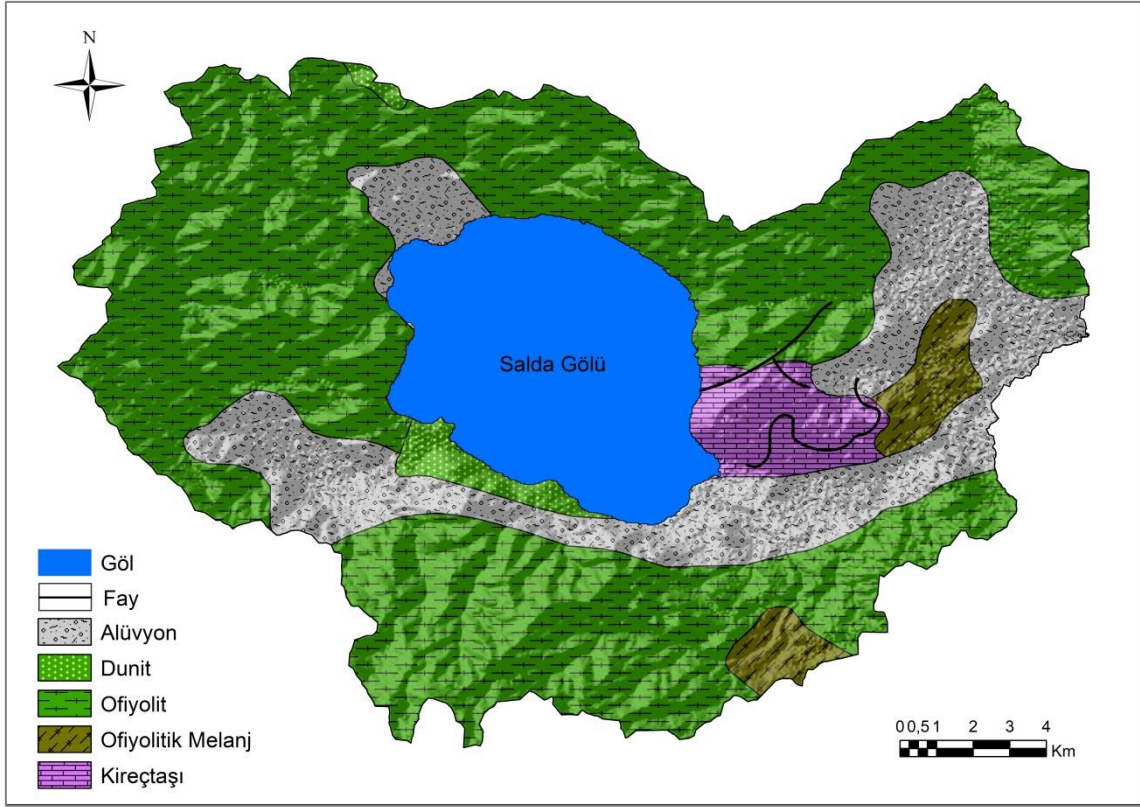 N
Salda Gölü
Göl
Fay
Alüvyon
Dunit
Ofiyolit
Ofiyolitik Melanj
Kireçtaşı
0 0,5 1 2 3 4
Km